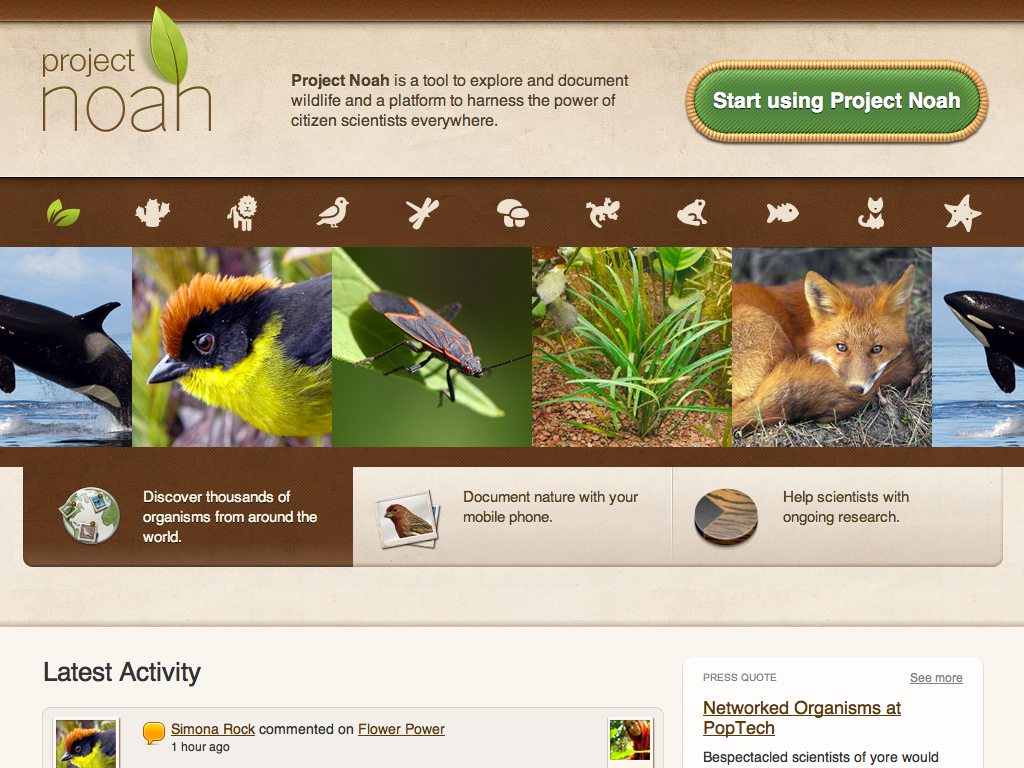 project
noah
Project Noah is a tool to explore and document
wildlife and a platform to harness the power of
citizen scientists everywhere.
Start using Project Noah
Discover thousands of
organisms from around the
world.
Document nature with your
mobile phone.
Help scientists with
ongoing research.
Latest Activity
Simona Rock commented on Flower Power
1 hour ago
PRESS QUOTE
See more
Networked Organisms at
PopTech
Bespectacled scientists of yore would